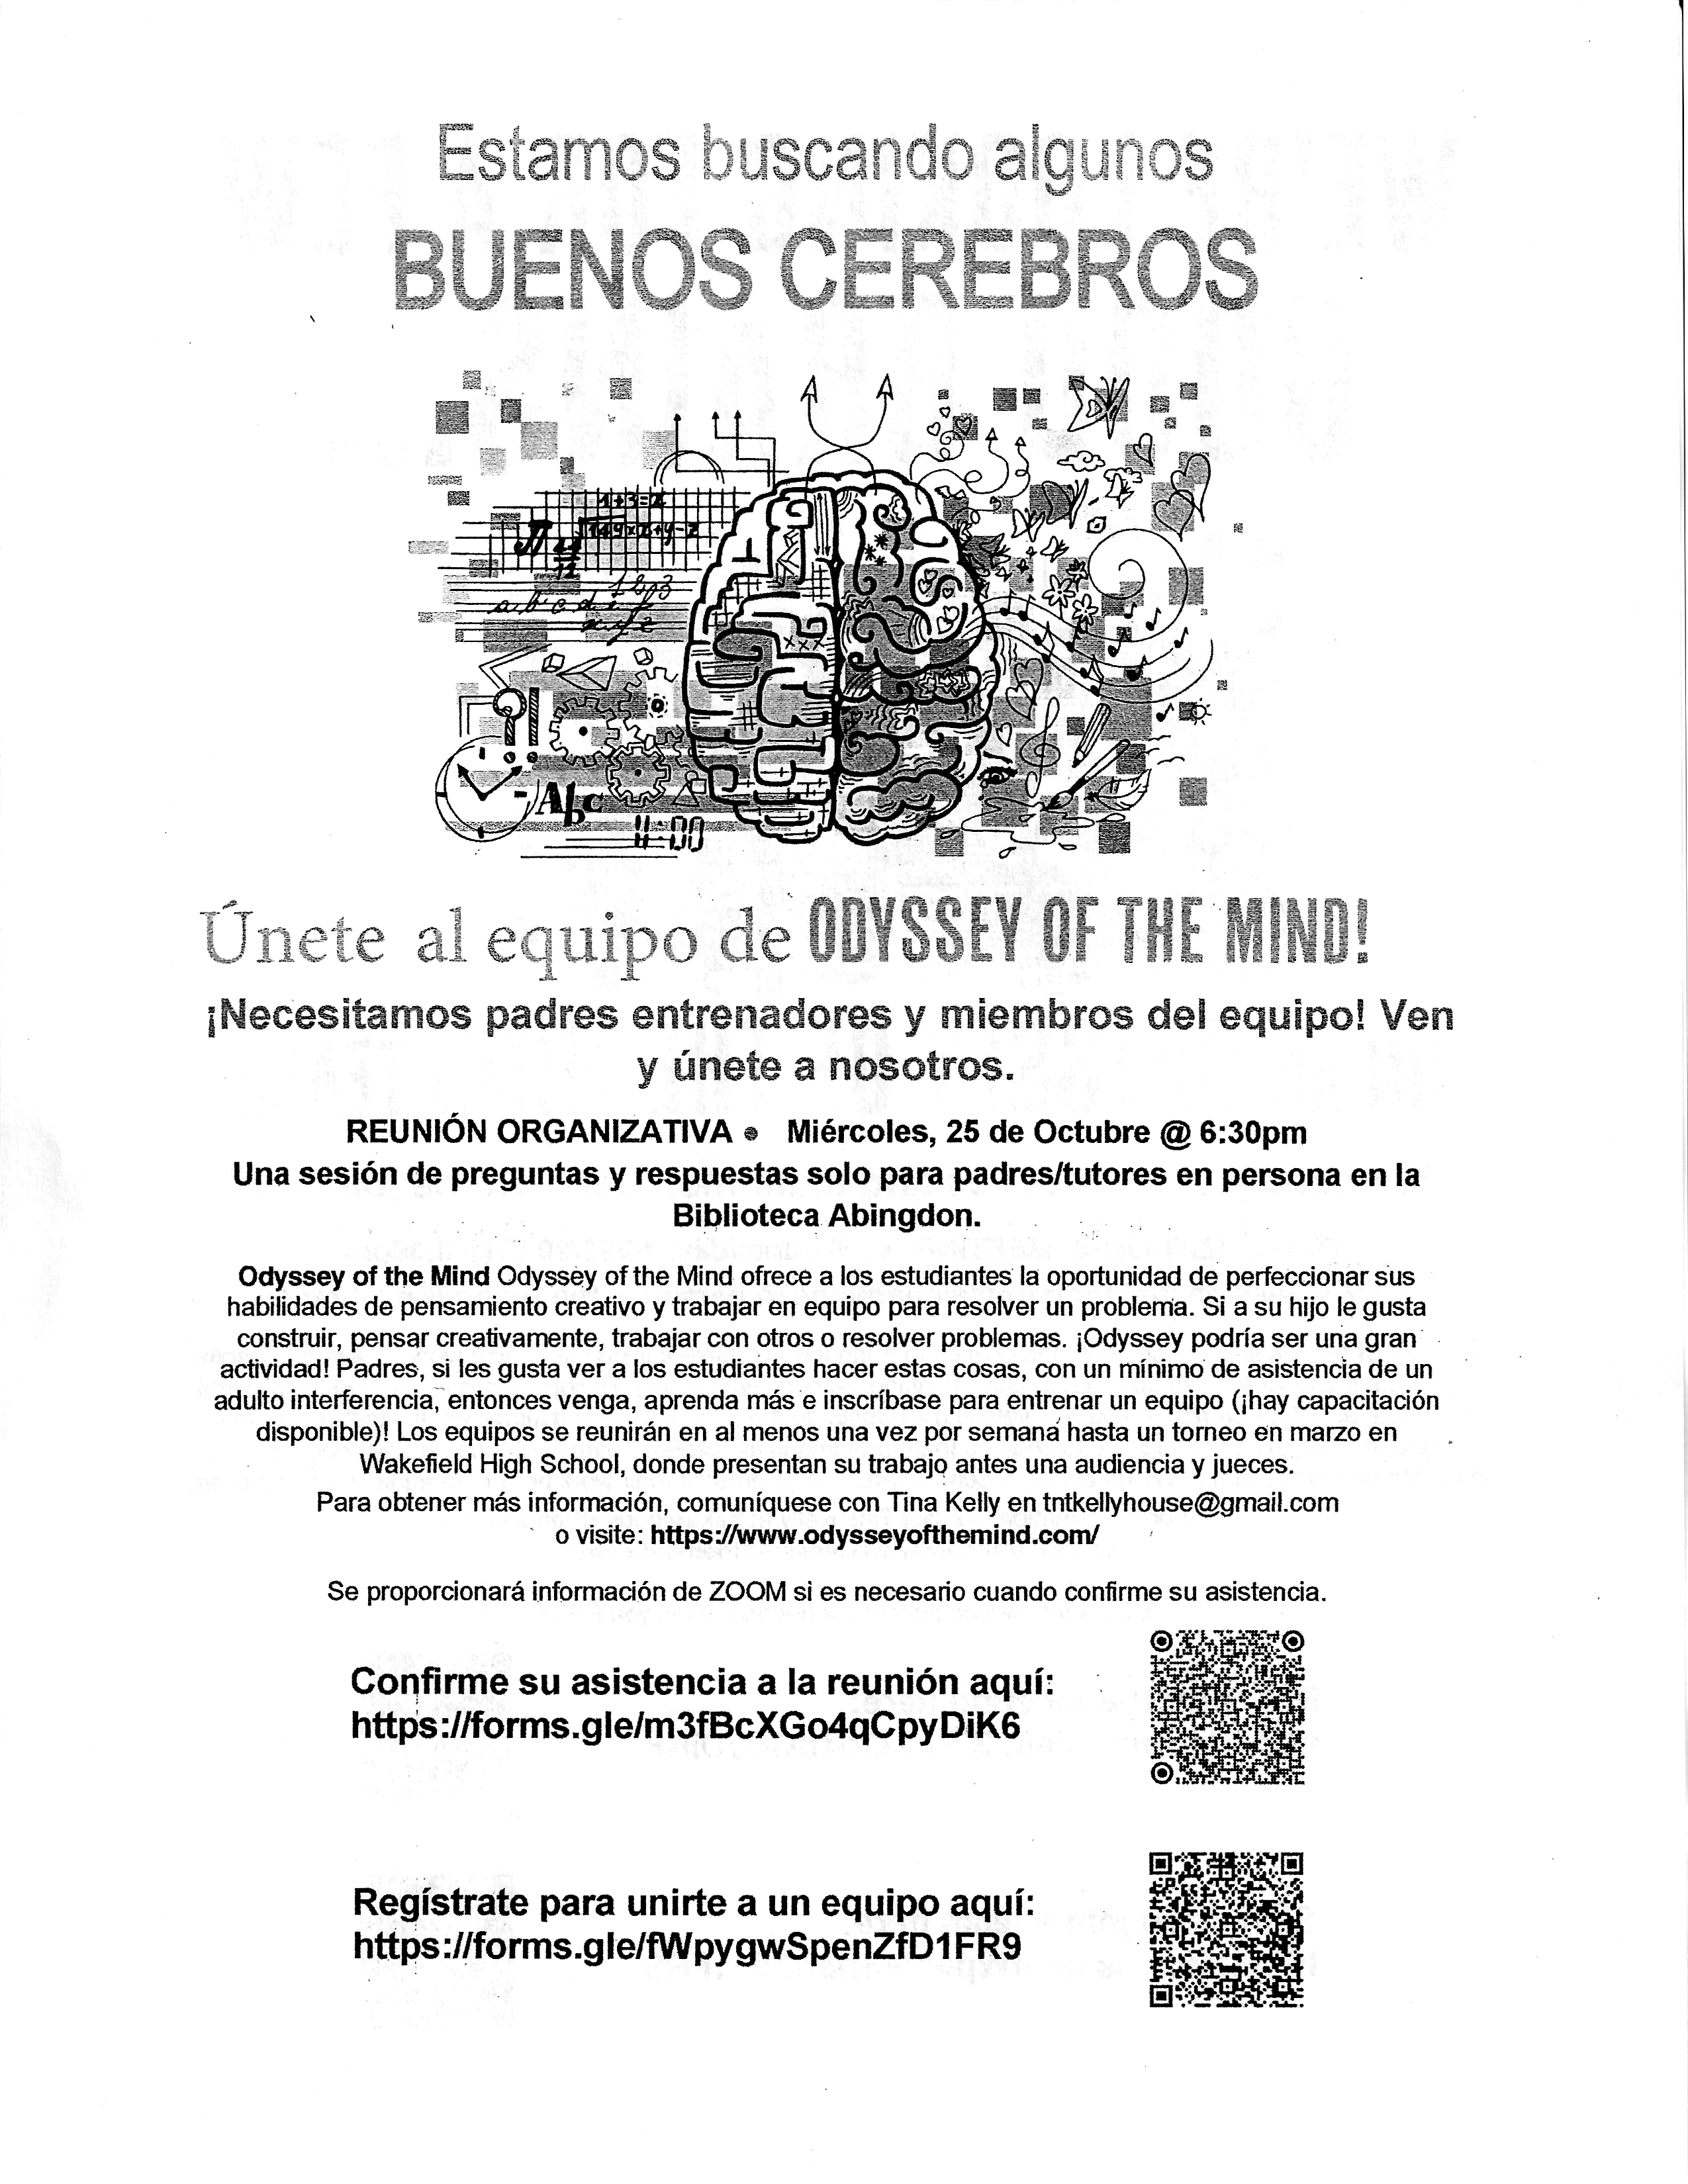 Estamos buscando algunos
BUENOS CEREBROS
1+3=2
149xz+y-z
π
a b c d e f
123
Abc
11:00
Únete al equipo de ODYSSEY OF THE MIND!
¡Necesitamos padres entrenadores y miembros del equipo! Ven
y únete a nosotros.
REUNIÓN ORGANIZATIVA • Miércoles, 25 de Octubre @ 6:30pm
Una sesión de preguntas y respuestas solo para padres/tutores en persona en la
Biblioteca Abingdon.
Odyssey of the Mind Odyssey of the Mind ofrece a los estudiantes la oportunidad de perfeccionar sus
habilidades de pensamiento creativo y trabajar en equipo para resolver un problema. Si a su hijo le gusta
construir, pensar creativamente, trabajar con otros o resolver problemas. ¡Odyssey podría ser una gran
actividad! Padres, si les gusta ver a los estudiantes hacer estas cosas, con un mínimo de asistencia de un
adulto interferencia, entonces venga, aprenda más e inscríbase para entrenar un equipo (¡hay capacitación
disponible)! Los equipos se reunirán en al menos una vez por semana hasta un torneo en marzo en
Wakefield High School, donde presentan su trabajo antes una audiencia y jueces.
Para obtener más información, comuníquese con Tina Kelly en tntkellyhouse@gmail.com
o visite: https://www.odysseyofthemind.com/
Se proporcionará información de ZOOM si es necesario cuando confirme su asistencia.
Confirme su asistencia a la reunión aquí:
https://forms.gle/m3fBcXGo4qCpyDiK6
Regístrate para unirte a un equipo aquí:
https://forms.gle/fWpygwSpenZfD1FR9